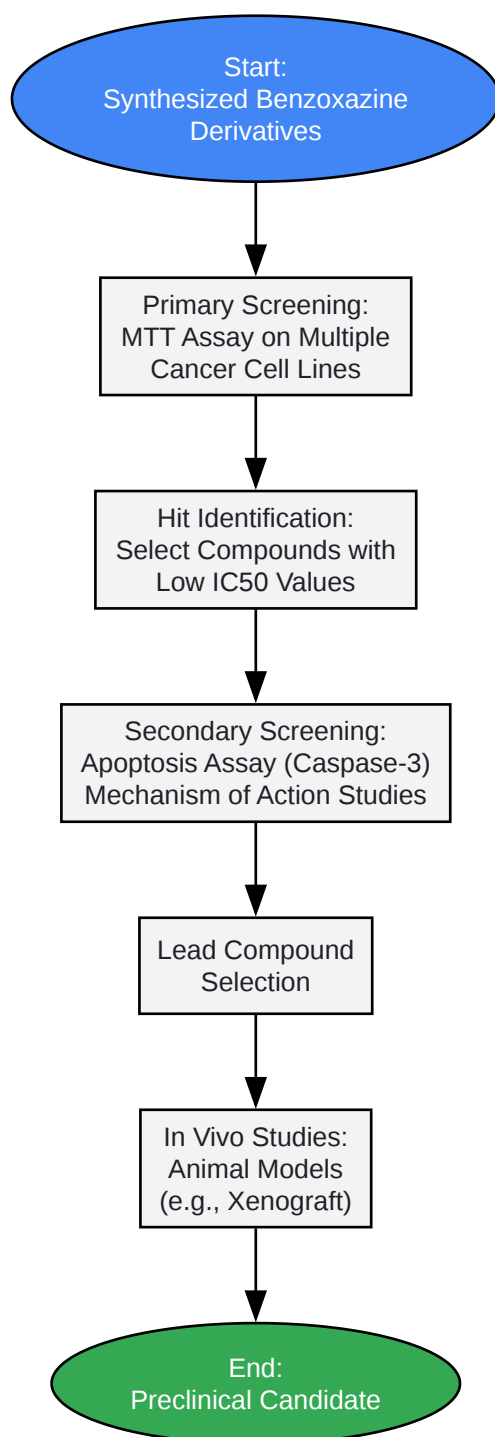 Start:
Synthesized Benzoxazine
Derivatives
Primary Screening:
MTT Assay on Multiple
Cancer Cell Lines
Hit Identification:
Select Compounds with
Low IC50 Values
Secondary Screening:
Apoptosis Assay (Caspase-3)
Mechanism of Action Studies
Lead Compound
Selection
In Vivo Studies:
Animal Models
(e.g., Xenograft)
End:
Preclinical Candidate